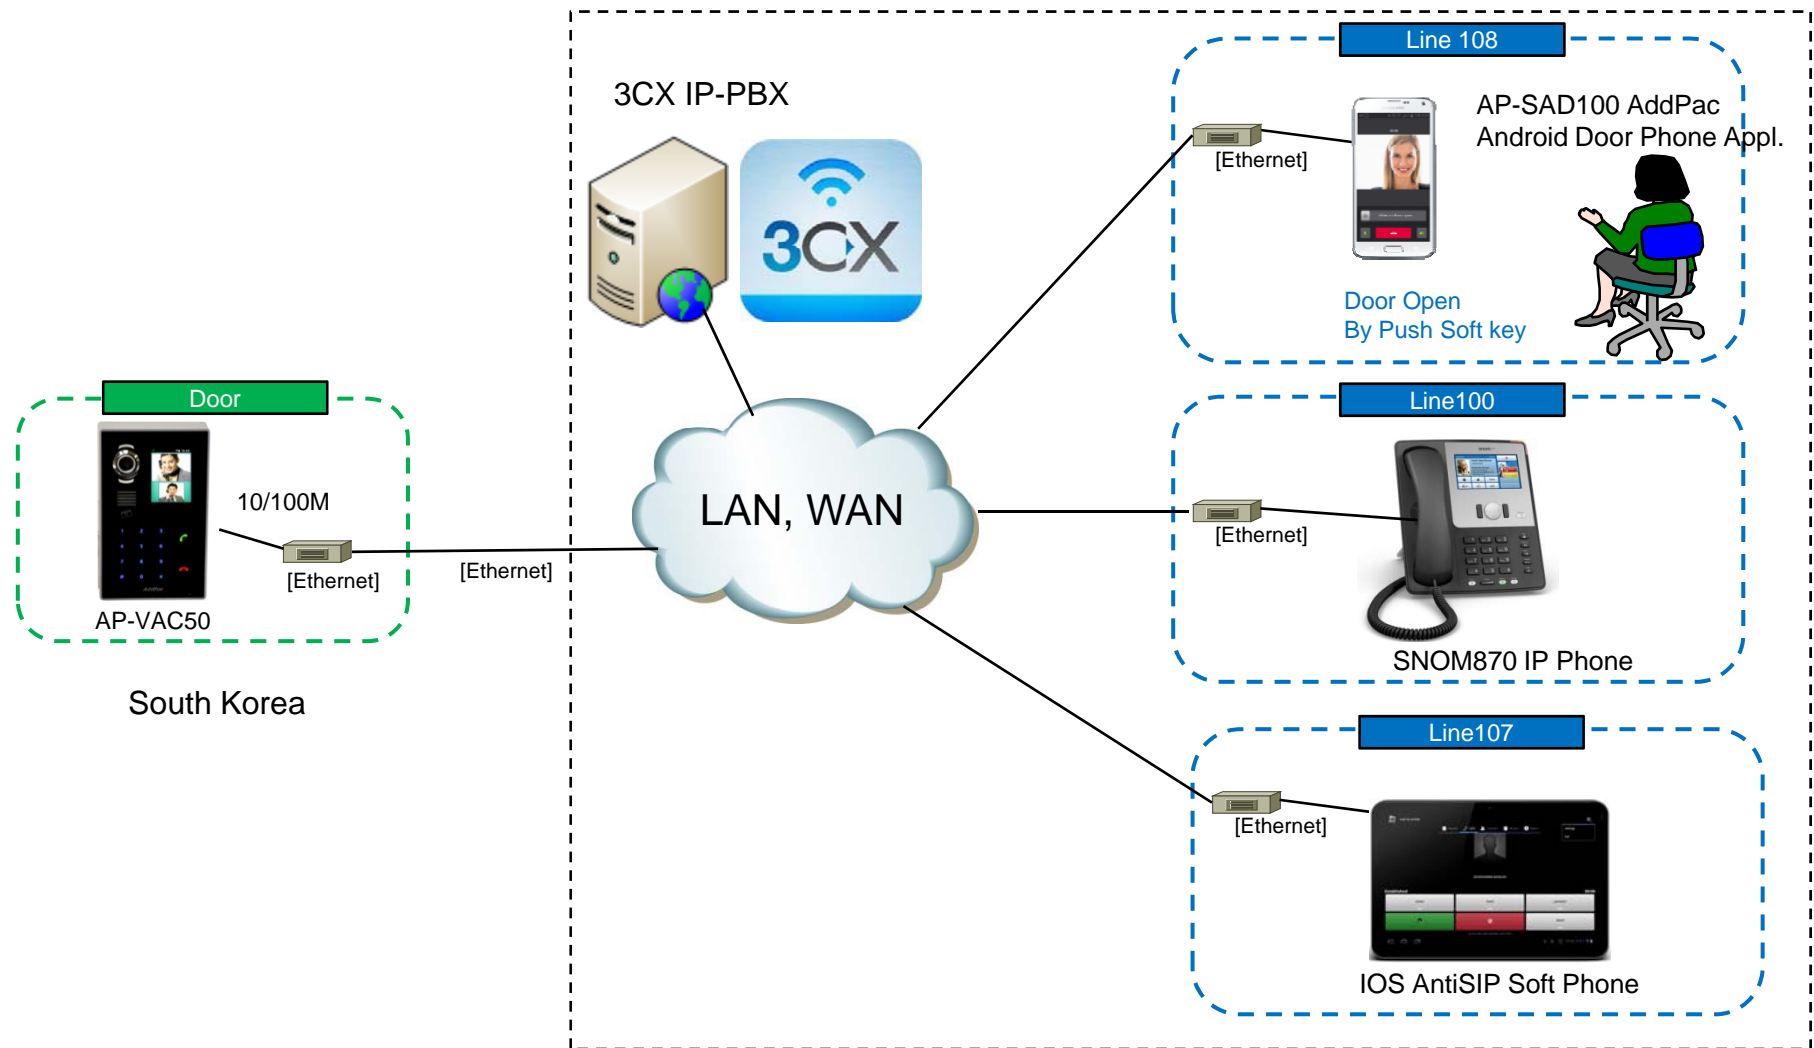 Line 108
3CX IP-PBX
AP-SAD100 AddPac
Android Door Phone Appl.
[Ethernet]
3CX
Door Open
By Push Soft key
Door
Line100
10/100M
LAN, WAN
[Ethernet]
[Ethernet]
[Ethernet]
AP-VAC50
SNOM870 IP Phone
South Korea
Line107
[Ethernet]
IOS AntiSIP Soft Phone